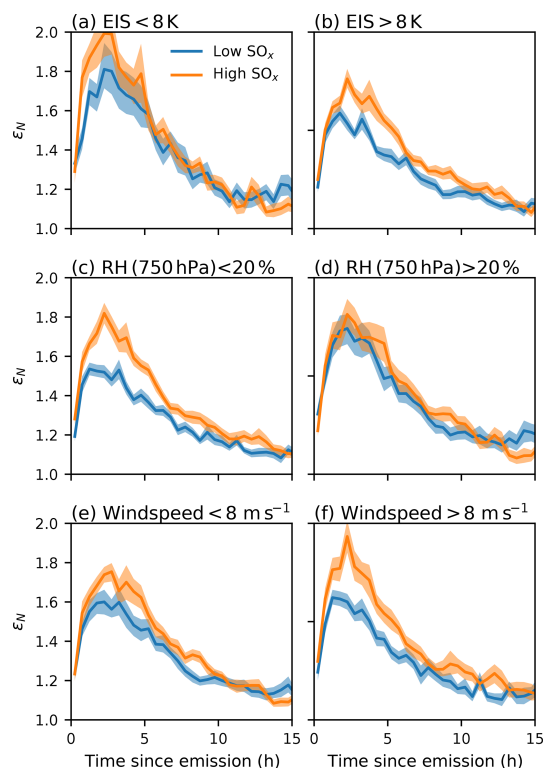 (a) EIS < 8 K
(b) EIS > 8 K
2.0
1.8
1.6
1.4
1.2
1.0
εN
Low SOx
High SOx
(c) RH (750 hPa)<20 %
(d) RH (750 hPa)>20 %
2.0
1.8
1.6
1.4
1.2
1.0
εN
(e) Windspeed < 8 m s⁻¹
(f) Windspeed > 8 m s⁻¹
2.0
1.8
1.6
1.4
1.2
1.0
εN
0 5 10 15
0 5 10 15
Time since emission (h)
Time since emission (h)